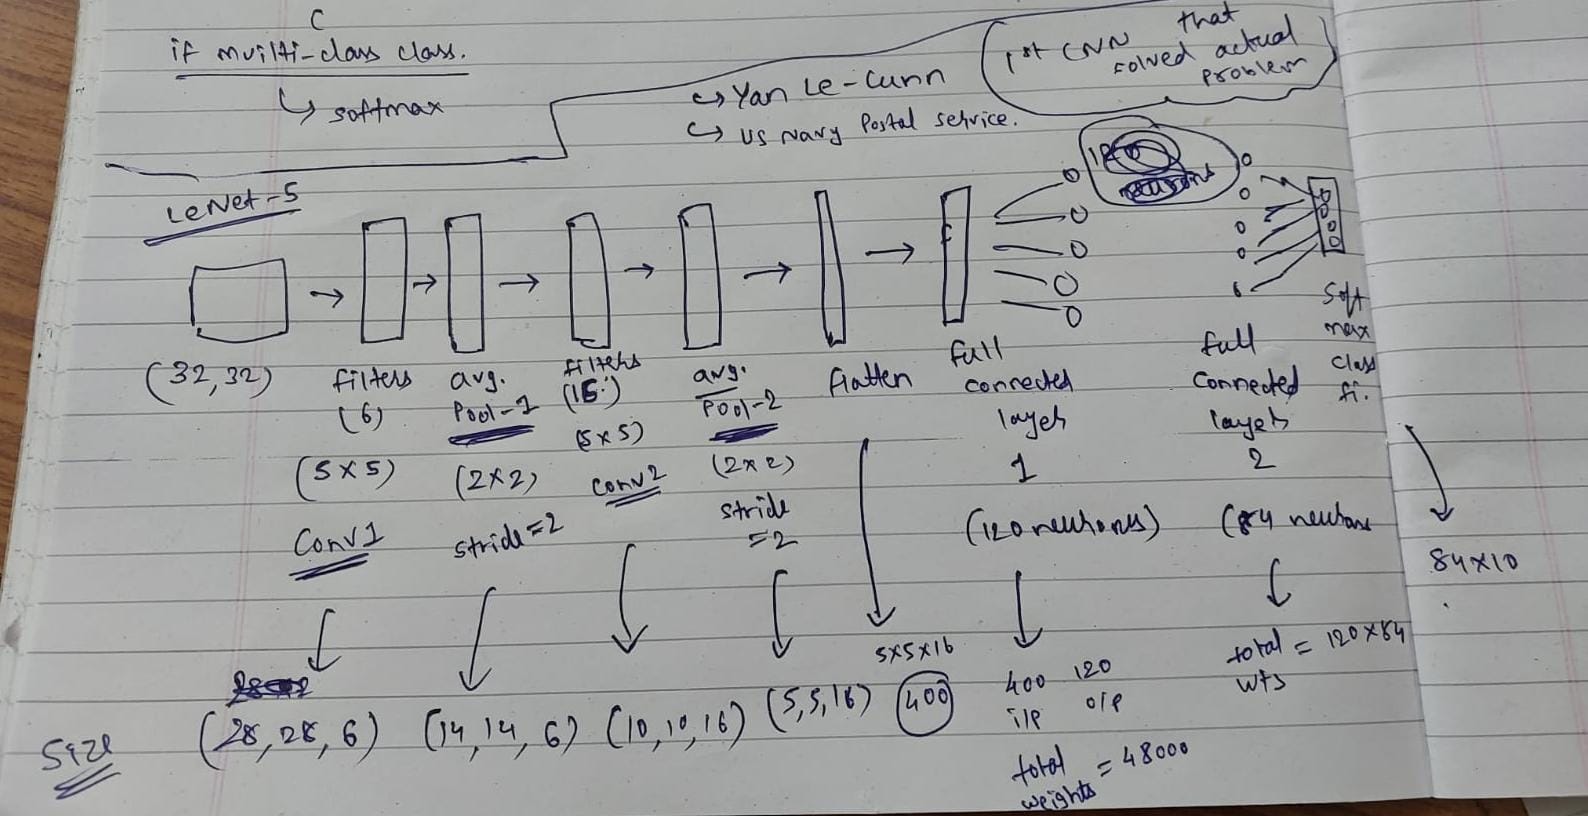 C
if muilti-class class.
↳ softmax
↳ Yan Le-Cunn
↳ US Navy Postal service.
1st CNN that
solved actual
problem
LeNet-5
120
neurons
(32,32)
filters
(6)
(5×5)
Conv1
avg.
Pool-1
(2×2)
stride=2
filters
(16)
(5×5)
Conv2
avg.
Pool-2
(2×2)
stride
=2
flatten
full
connected
layer
1
(120 neurons)
full
connected
layer
2
(84 neurons
Soft
max
class
fi.
84×10
Size
(28,28,6) (14,14,6) (10,10,16) (5,5,16)
5×5×16
400
400 120
i/p o/p
total
weights = 48000
total = 120×84
wts